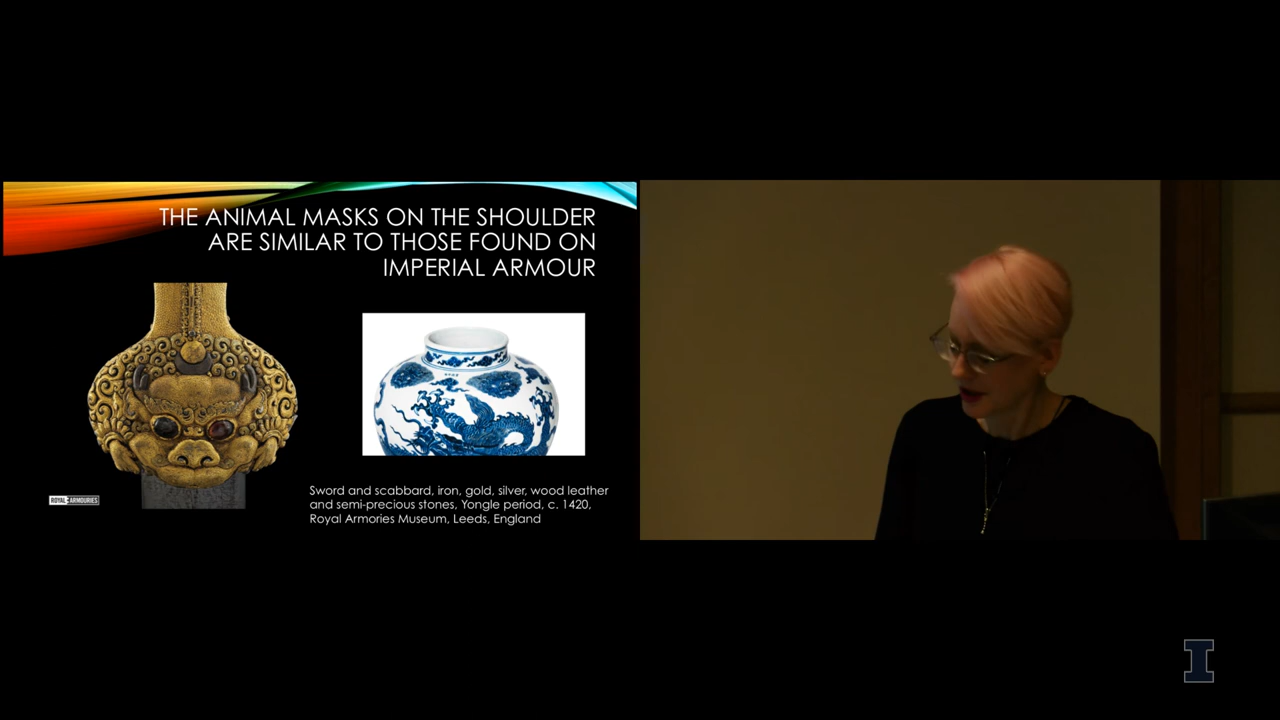 THE ANIMAL MASKS ON THE SHOULDER
ARE SIMILAR TO THOSE FOUND ON
IMPERIAL ARMOUR
Sword and scabbard, iron, gold, silver, wood leather
and semi-precious stones, Yongle period, c. 1420,
Royal Armories Museum, Leeds, England
ROYAL ARMOURIES
I